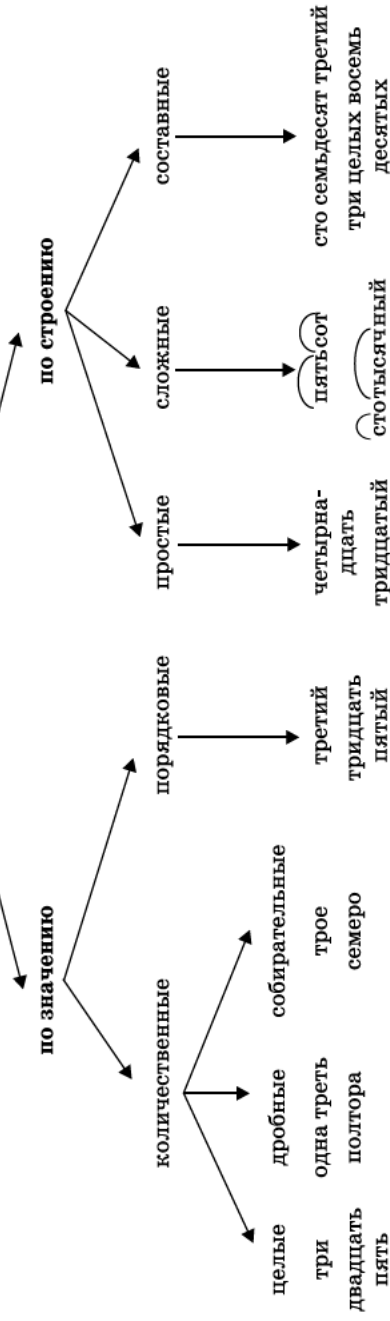 по значению
по строению
количественные
порядковые
простые
сложные
составные
целые
дробные
собирательные
три
двадцать
пять
одна треть
полтора
трое
семеро
третий
тридцать
пятый
четырна-
дцать
тридцатый
пятьсот
стотысячный
сто семьдесят третий
три целых восемь
десятых